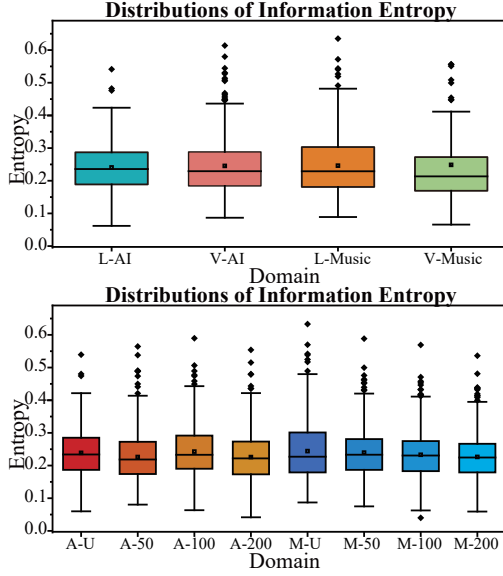 Distributions of Information Entropy
0.6
0.5
0.4
0.3
0.2
0.1
0.0
Entropy
L-AI V-AI L-Music V-Music
Domain
Distributions of Information Entropy
0.6
0.5
0.4
0.3
0.2
0.1
0.0
Entropy
A-U A-50 A-100 A-200 M-U M-50 M-100 M-200
Domain